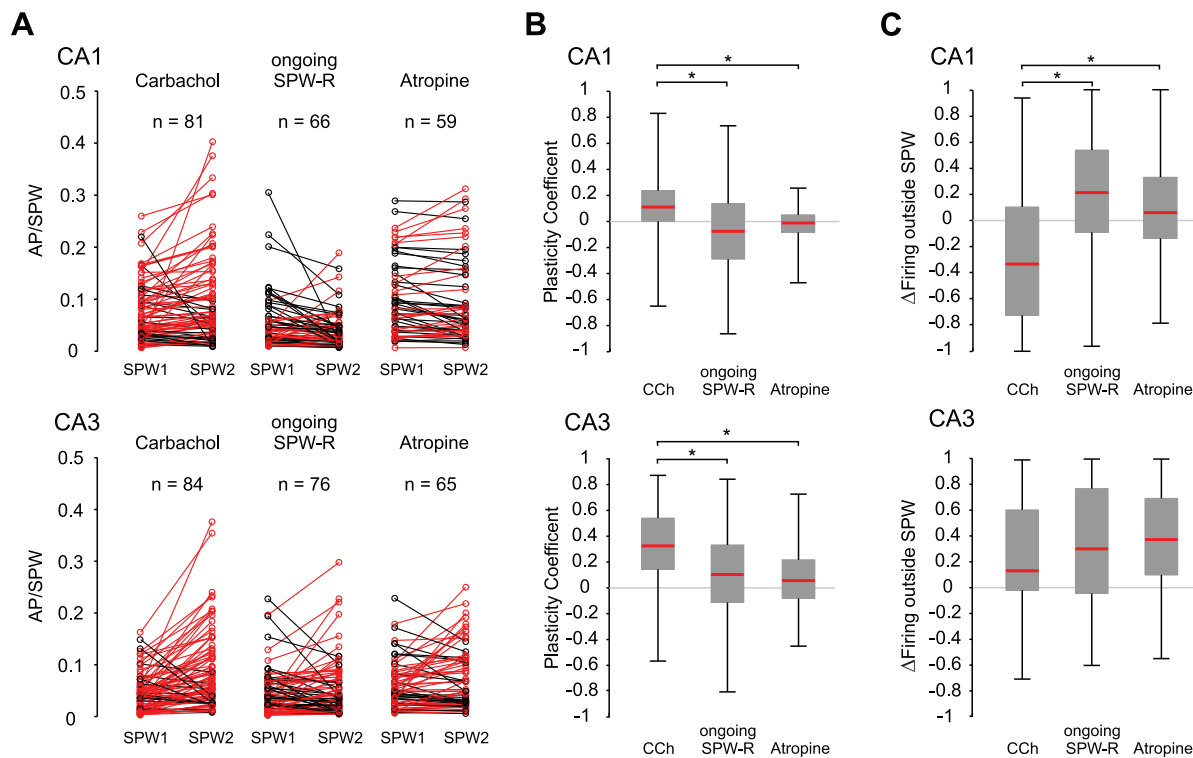 A
CA1
Carbachol
ongoing
SPW-R
Atropine
n = 81
n = 66
n = 59
AP/SPW
0.5
0.4
0.3
0.2
0.1
0
SPW1 SPW2 SPW1 SPW2 SPW1 SPW2
CA3
Carbachol
ongoing
SPW-R
Atropine
n = 84
n = 76
n = 65
AP/SPW
0.5
0.4
0.3
0.2
0.1
0
SPW1 SPW2 SPW1 SPW2 SPW1 SPW2
B
CA1
*
*
Plasticity Coefficent
1
0.8
0.6
0.4
0.2
0
-0.2
-0.4
-0.6
-0.8
-1
CCh
ongoing
SPW-R
Atropine
CA3
*
*
Plasticity Coefficent
1
0.8
0.6
0.4
0.2
0
-0.2
-0.4
-0.6
-0.8
-1
CCh
ongoing
SPW-R
Atropine
C
CA1
*
*
ΔFiring outside SPW
1
0.8
0.6
0.4
0.2
0
-0.2
-0.4
-0.6
-0.8
-1
CCh
ongoing
SPW-R
Atropine
CA3
ΔFiring outside SPW
1
0.8
0.6
0.4
0.2
0
-0.2
-0.4
-0.6
-0.8
-1
CCh
ongoing
SPW-R
Atropine